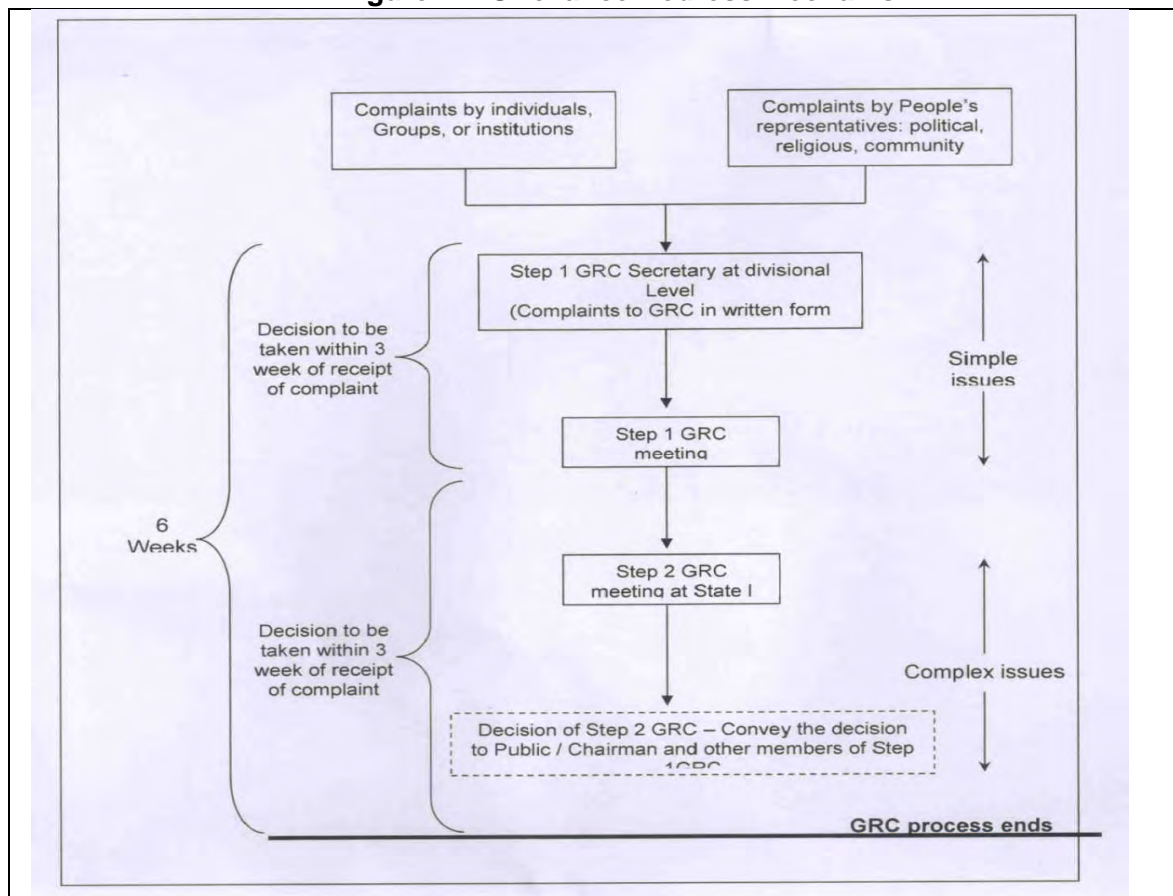 Complaints by individuals,
Groups, or institutions
Complaints by People's
representatives: political,
religious, community
Step 1 GRC Secretary at divisional
Level
(Complaints to GRC in written form
Decision to be
taken within 3
week of receipt
of complaint
Simple
issues
Step 1 GRC
meeting
6
Weeks
Step 2 GRC
meeting at State l
Decision to be
taken within 3
week of receipt
of complaint
Complex issues
Decision of Step 2 GRC – Convey the decision
to Public / Chairman and other members of Step
1GRC
GRC process ends